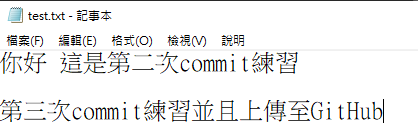 test.txt - 記事本
檔案(F) 編輯(E) 格式(O) 檢視(V) 說明
你好 這是第二次commit練習
第三次commit練習並且上傳至GitHub